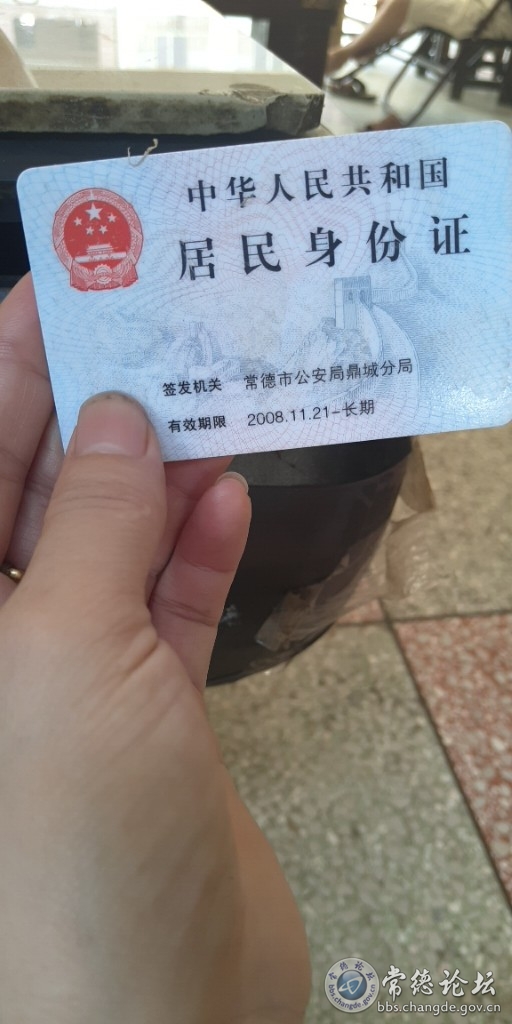 中华人民共和国
居民身份证
签发机关 常德市公安局鼎城分局
有效期限 2008.11.21-长期
常德论坛
bbs.changde.gov.cn